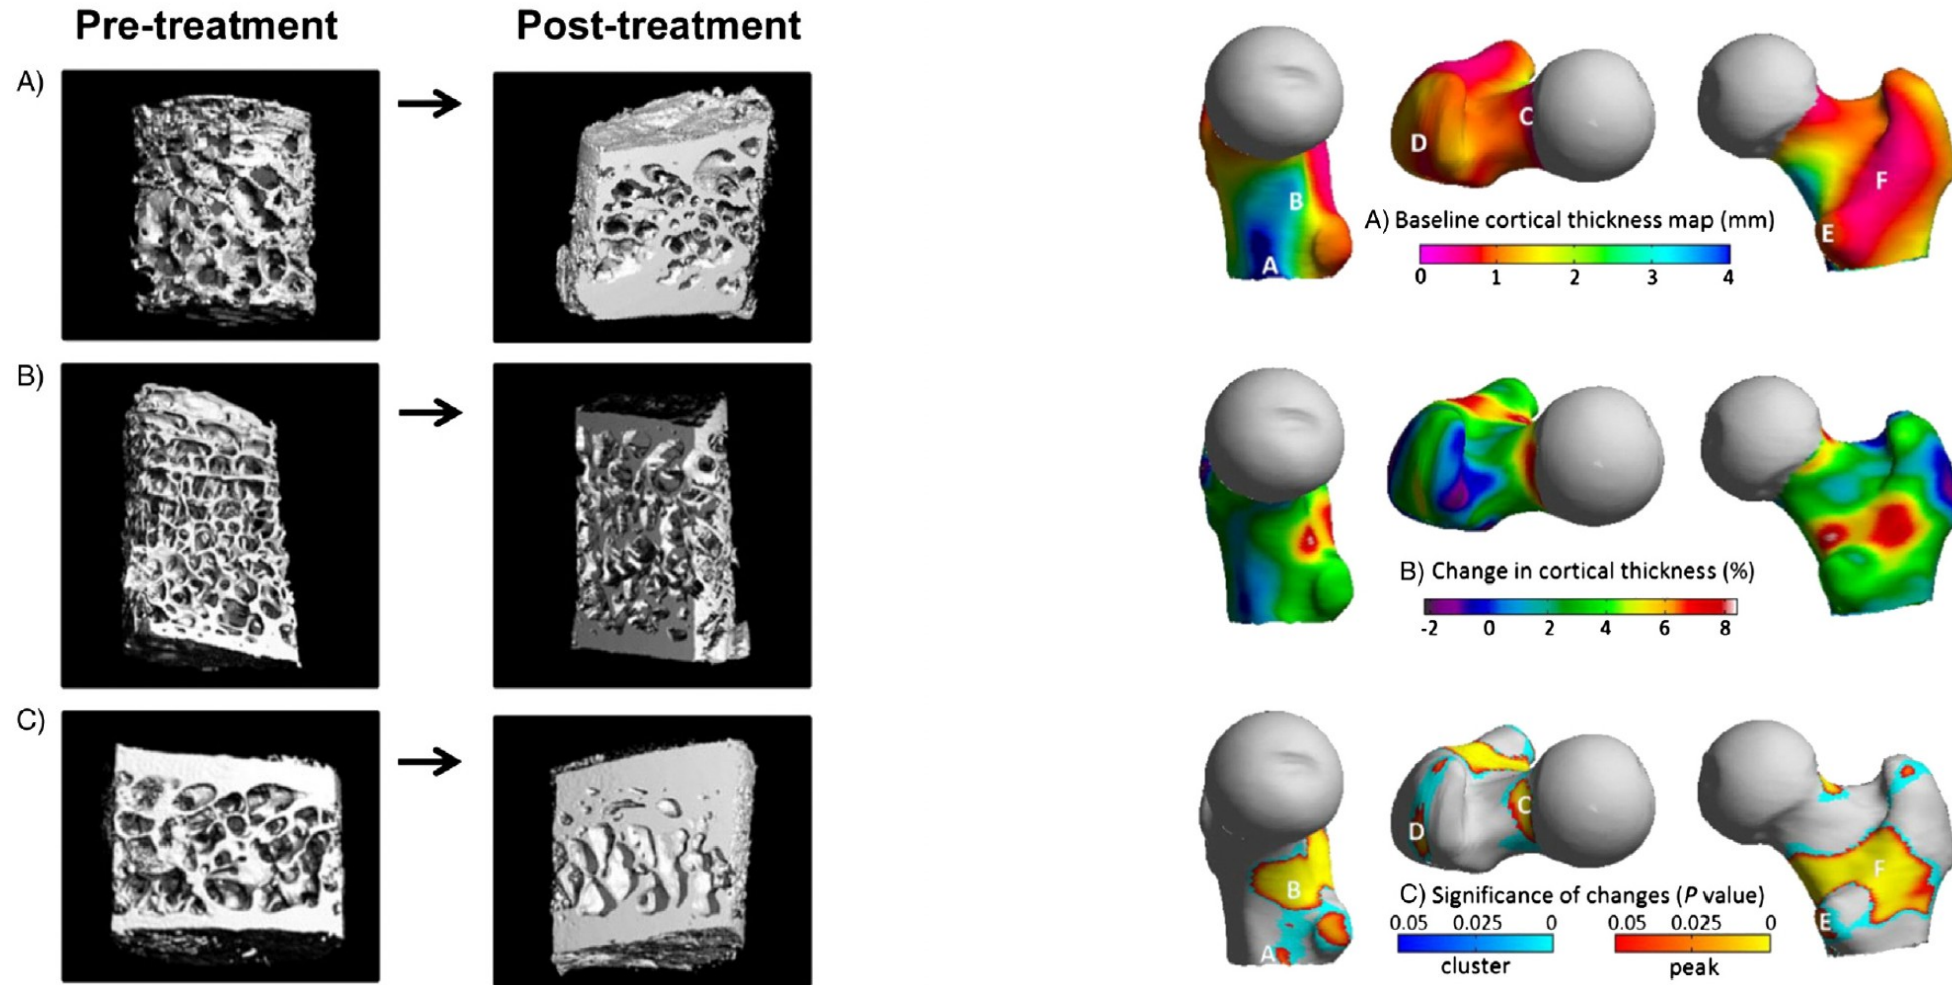 Pre-treatment
Post-treatment
A)
B)
C)
A
B
C
D
E
F
A) Baseline cortical thickness map (mm)
0 1 2 3 4
B) Change in cortical thickness (%)
-2 0 2 4 6 8
A
B
C
D
E
F
C) Significance of changes (P value)
0.05 0.025 0 0.05 0.025 0
cluster peak